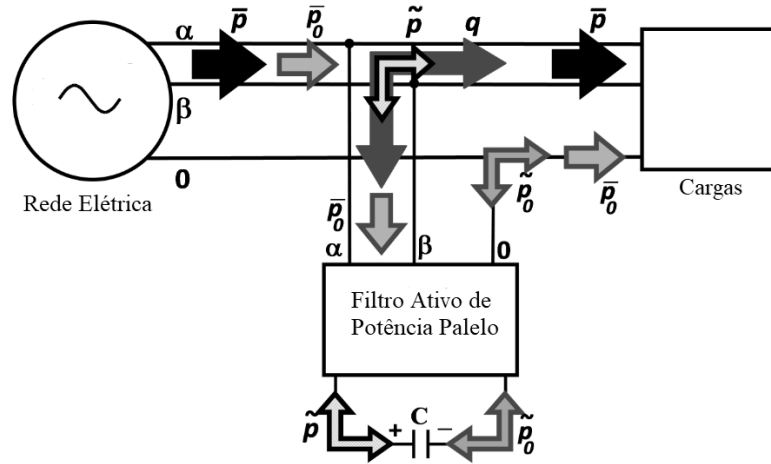 α p̅ p̅₀ p̃ q p̅
β
0
Rede Elétrica
p̃₀ p̅₀
Cargas
p̅₀
α β 0
Filtro Ativo de
Potência Palelo
p̃ + C − p̃₀